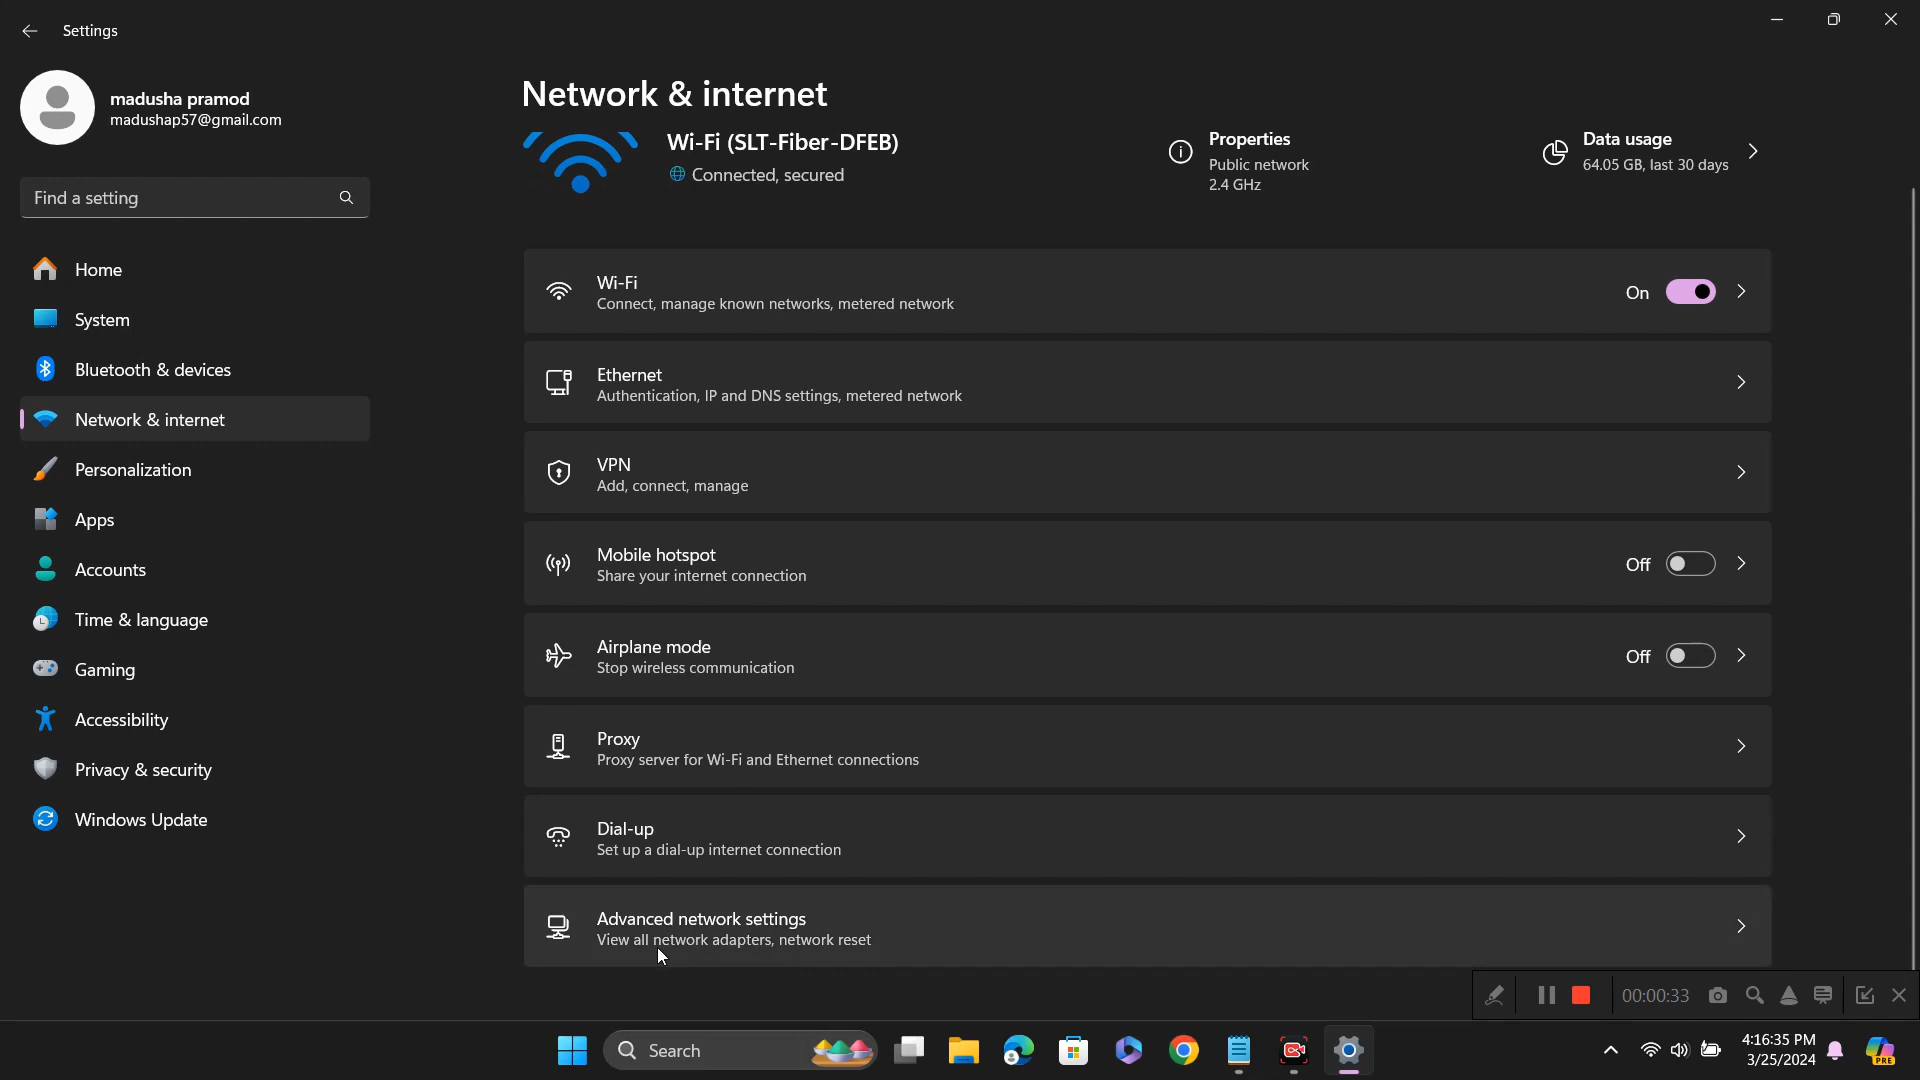 Settings
madusha pramod
madushap57@gmail.com
Find a setting
Home
System
Bluetooth & devices
Network & internet
Personalization
Apps
Accounts
Time & language
Gaming
Accessibility
Privacy & security
Windows Update
Network & internet
Wi-Fi (SLT-Fiber-DFEB)
Connected, secured
Properties
Public network
2.4 GHz
Data usage
64.05 GB, last 30 days
Wi-Fi
Connect, manage known networks, metered network
On
Ethernet
Authentication, IP and DNS settings, metered network
VPN
Add, connect, manage
Mobile hotspot
Share your internet connection
Off
Airplane mode
Stop wireless communication
Off
Proxy
Proxy server for Wi-Fi and Ethernet connections
Dial-up
Set up a dial-up internet connection
Advanced network settings
View all network adapters, network reset
00:00:33
Search
4:16:35 PM
3/25/2024
PRE